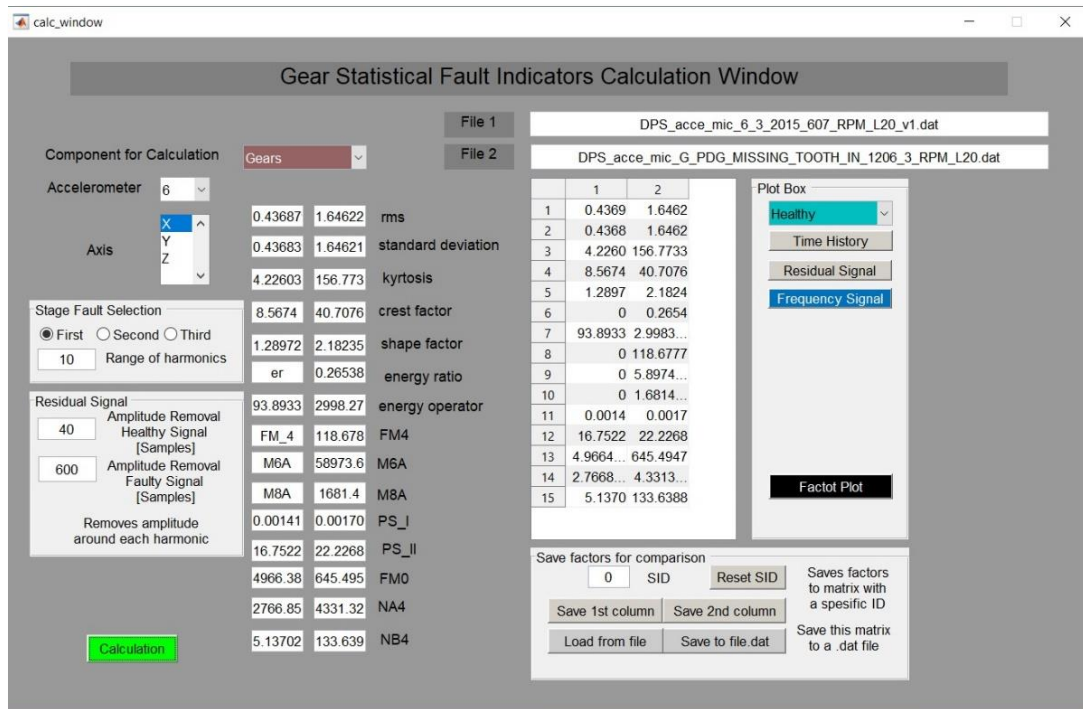 calc_window
Gear Statistical Fault Indicators Calculation Window
File 1 DPS_acce_mic_6_3_2015_607_RPM_L20_v1.dat
File 2 DPS_acce_mic_G_PDG_MISSING_TOOTH_IN_1206_3_RPM_L20.dat
Component for Calculation Gears
Accelerometer 6
Axis
X
Y
Z
Stage Fault Selection
First Second Third
10 Range of harmonics
Residual Signal
40 Amplitude Removal
Healthy Signal
[Samples]
600 Amplitude Removal
Faulty Signal
[Samples]
Removes amplitude
around each harmonic
Calculation
0.43687 1.64622 rms
0.43683 1.64621 standard deviation
4.22603 156.773 kyrtosis
8.5674 40.7076 crest factor
1.28972 2.18235 shape factor
er 0.26538 energy ratio
93.8933 2998.27 energy operator
FM_4 118.678 FM4
M6A 58973.6 M6A
M8A 1681.4 M8A
0.00141 0.00170 PS_I
16.7522 22.2268 PS_II
4966.38 645.495 FM0
2766.85 4331.32 NA4
5.13702 133.639 NB4
1 2
1 0.4369 1.6462
2 0.4368 1.6462
3 4.2260 156.7733
4 8.5674 40.7076
5 1.2897 2.1824
6 0 0.2654
7 93.8933 2.9983...
8 0 118.6777
9 0 5.8974...
10 0 1.6814...
11 0.0014 0.0017
12 16.7522 22.2268
13 4.9664... 645.4947
14 2.7668... 4.3313...
15 5.1370 133.6388
Plot Box
Healthy
Time History
Residual Signal
Frequency Signal
Factot Plot
Save factors for comparison
0 SID Reset SID
Save 1st column Save 2nd column
Load from file Save to file.dat
Saves factors
to matrix with
a spesific ID
Save this matrix
to a .dat file